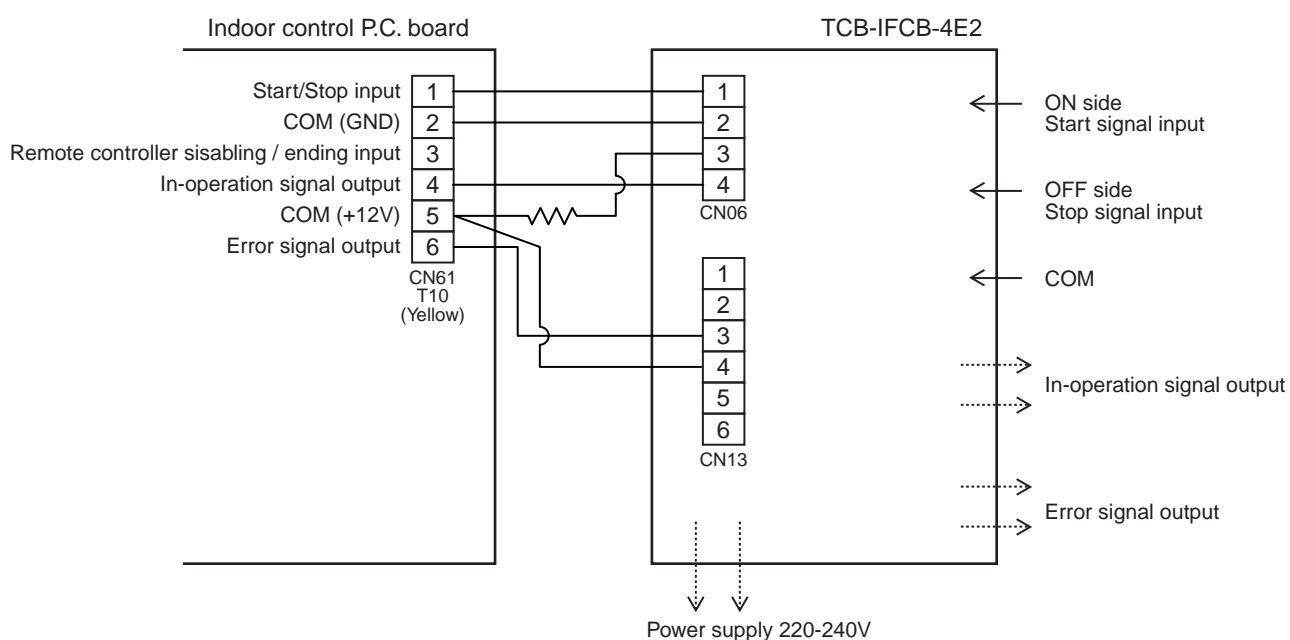 Indoor control P.C. board
TCB-IFCB-4E2
Start/Stop input 1
COM (GND) 2
Remote controller sisabling / ending input 3
In-operation signal output 4
COM (+12V) 5
Error signal output 6
CN61
T10
(Yellow)
1
2
3
4
CN06
1
2
3
4
5
6
CN13
ON side
Start signal input
OFF side
Stop signal input
COM
In-operation signal output
Error signal output
Power supply 220-240V